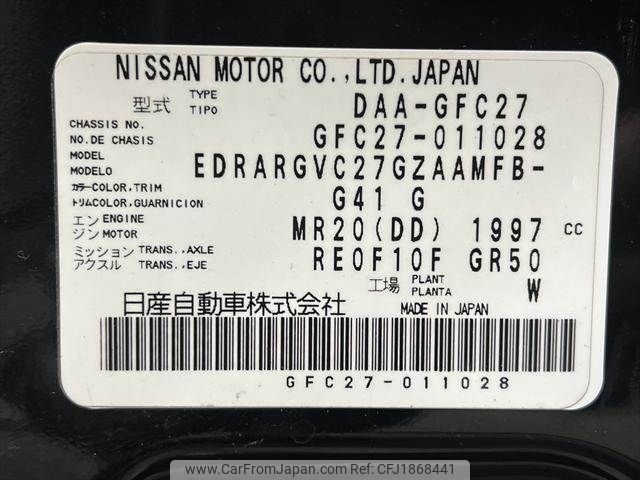 NISSAN MOTOR CO.,LTD.JAPAN
型式 TYPE TIPO DAA-GFC27
CHASSIS NO.
NO.DE CHASIS GFC27-011028
MODEL
MODELO EDRARGVC27GZAAMFB-
カラーCOLOR,TRIM
トリムCOLOR,GUARNICION G41 G
エンジン ENGINE MOTOR MR20(DD) 1997 cc
ミッション TRANS.,AXLE
アクスル TRANS.,EJE RE0F10F GR50
工場 PLANT PLANTA W
日産自動車株式会社 MADE IN JAPAN
GFC27-011028
www.CarFromJapan.com | Ref No. CFJ1868441